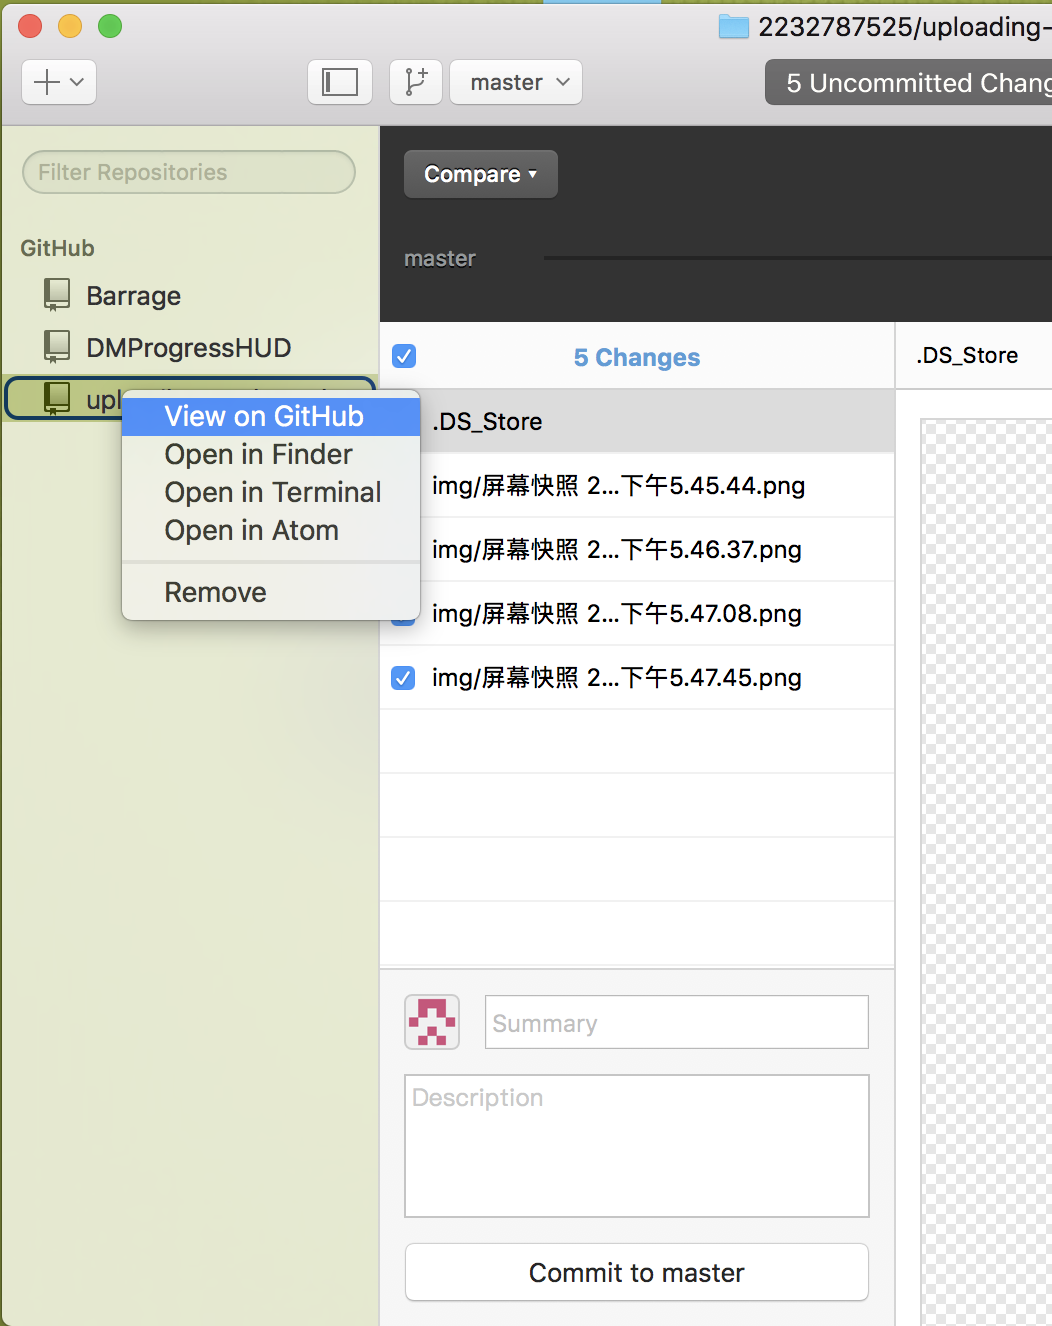 2232787525/uploading-
master
5 Uncommitted Chang
Filter Repositories
Compare
GitHub
master
Barrage
DMProgressHUD
upl
View on GitHub
Open in Finder
Open in Terminal
Open in Atom
Remove
5 Changes
.DS_Store
.DS_Store
img/屏幕快照 2...下午5.45.44.png
img/屏幕快照 2...下午5.46.37.png
img/屏幕快照 2...下午5.47.08.png
img/屏幕快照 2...下午5.47.45.png
Summary
Description
Commit to master